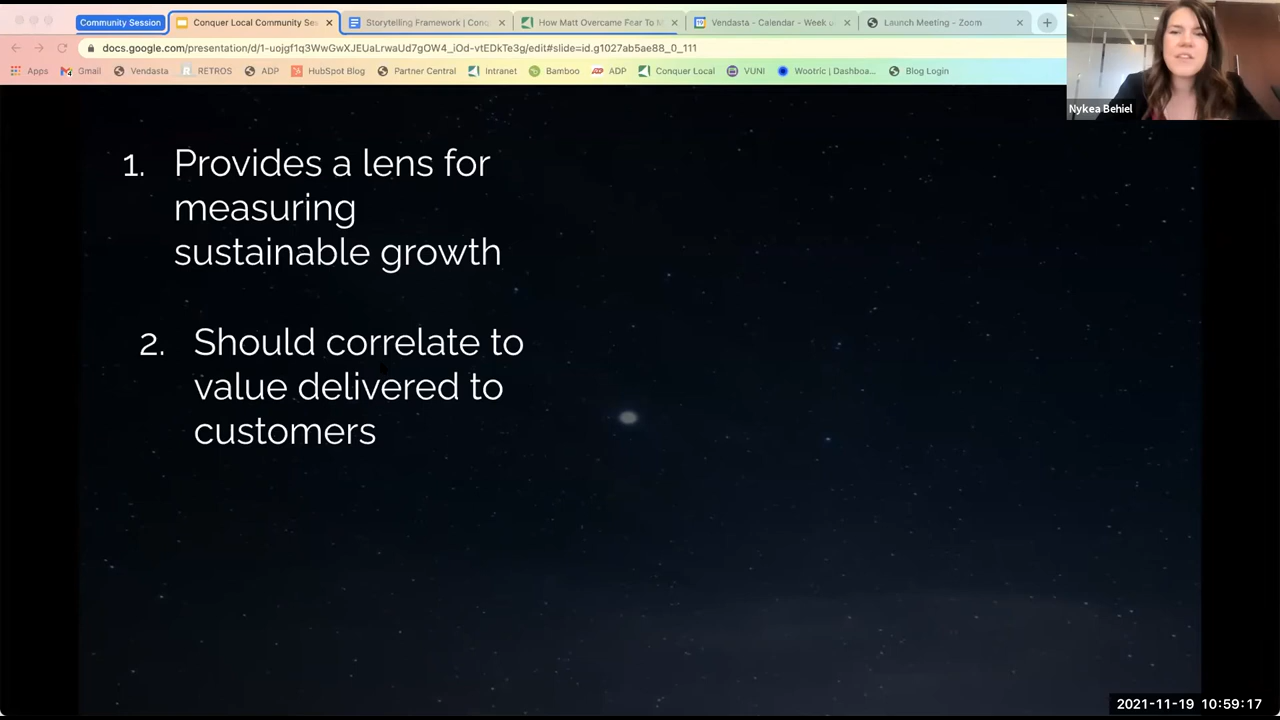 Community Session
Conquer Local Community Se
Storytelling Framework | Conc
How Matt Overcame Fear To M
Vendasta - Calendar - Week o
Launch Meeting - Zoom
docs.google.com/presentation/d/1-uojgf1q3WwGwXJEUaLrwaUd7gOW4_iOd-vtEDkTe3g/edit#slide=id.g1027ab5ae88_0_111
Apps
Gmail
Vendasta
RETROS
ADP
HubSpot Blog
Partner Central
Intranet
Bamboo
ADP
Conquer Local
VUNI
Wootric | Dashboa...
Blog Login
Nykea Behiel
1. Provides a lens for
measuring
sustainable growth
2. Should correlate to
value delivered to
customers
2021-11-19 10:59:17